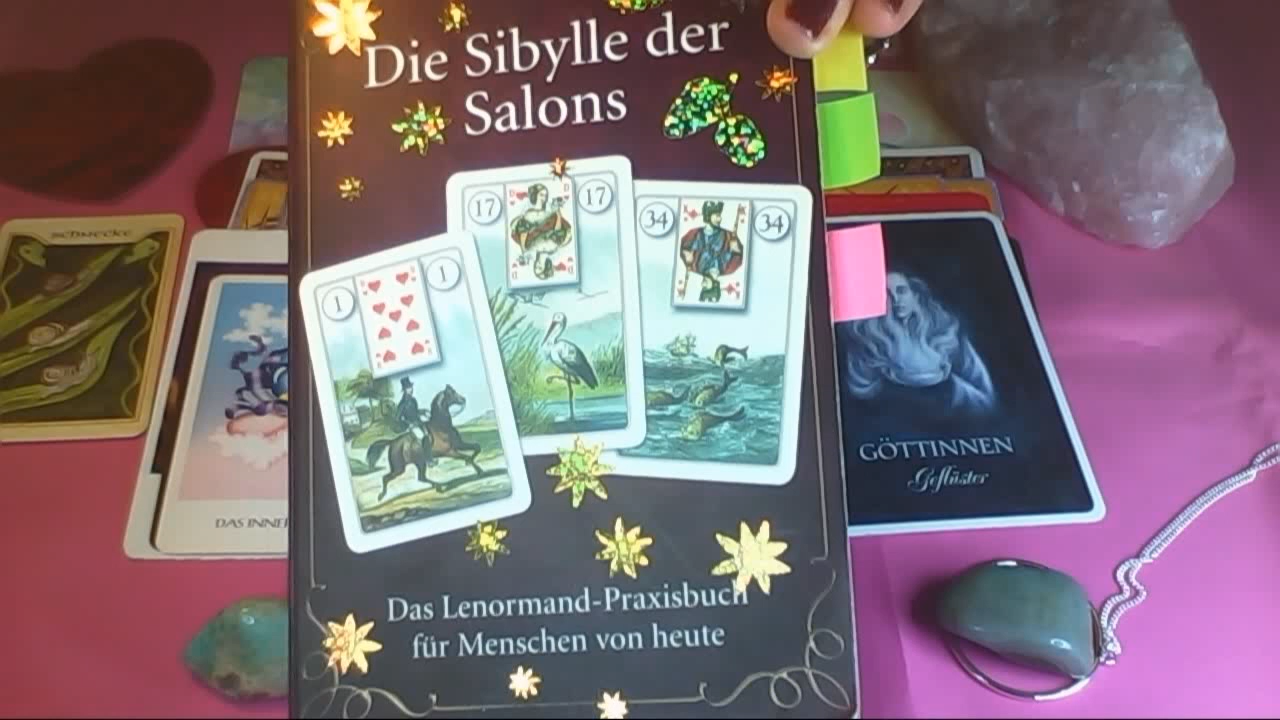 Die Sibylle der
Salons
17 17
34 34
1 1
SCHNECKE
DAS INNE
GÖTTINNEN
Geflüster
Das Lenormand-Praxisbuch
für Menschen von heute